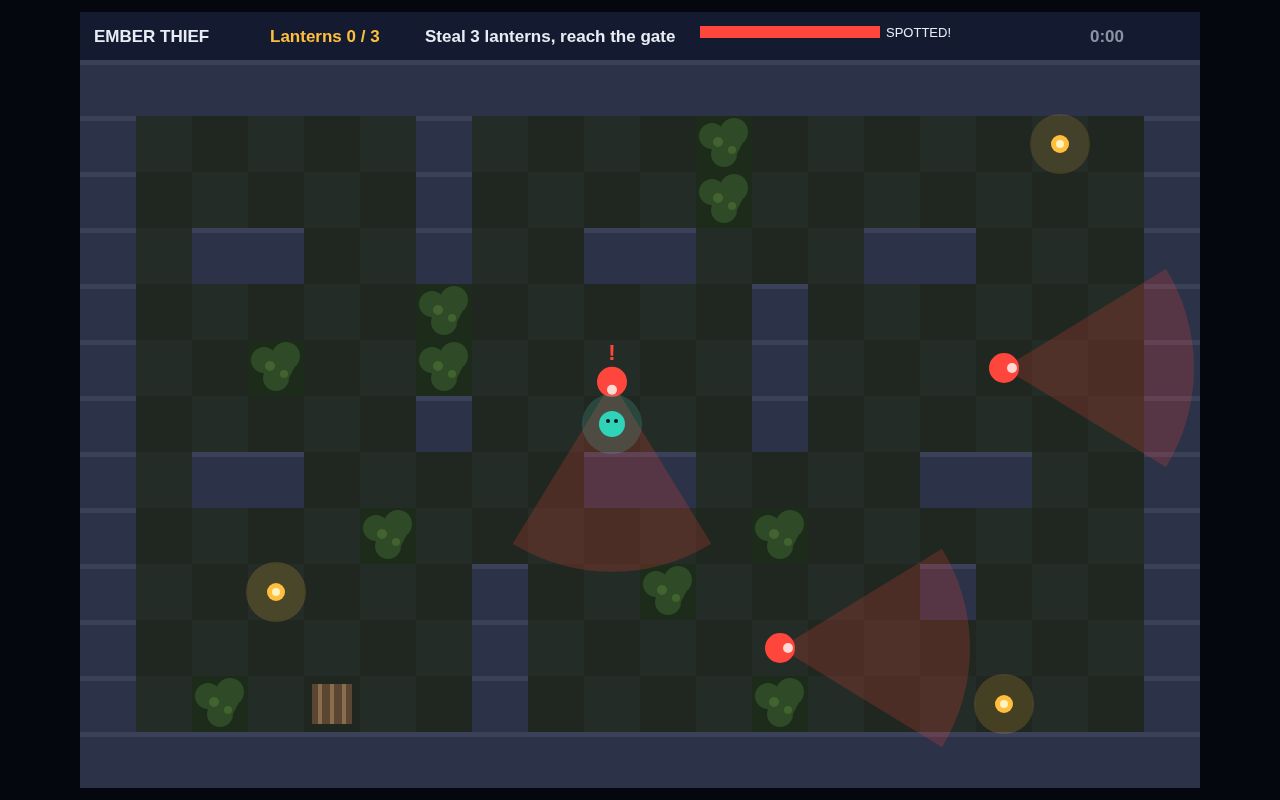 EMBER THIEF
Lanterns 0 / 3
Steal 3 lanterns, reach the gate
SPOTTED!
0:00
!